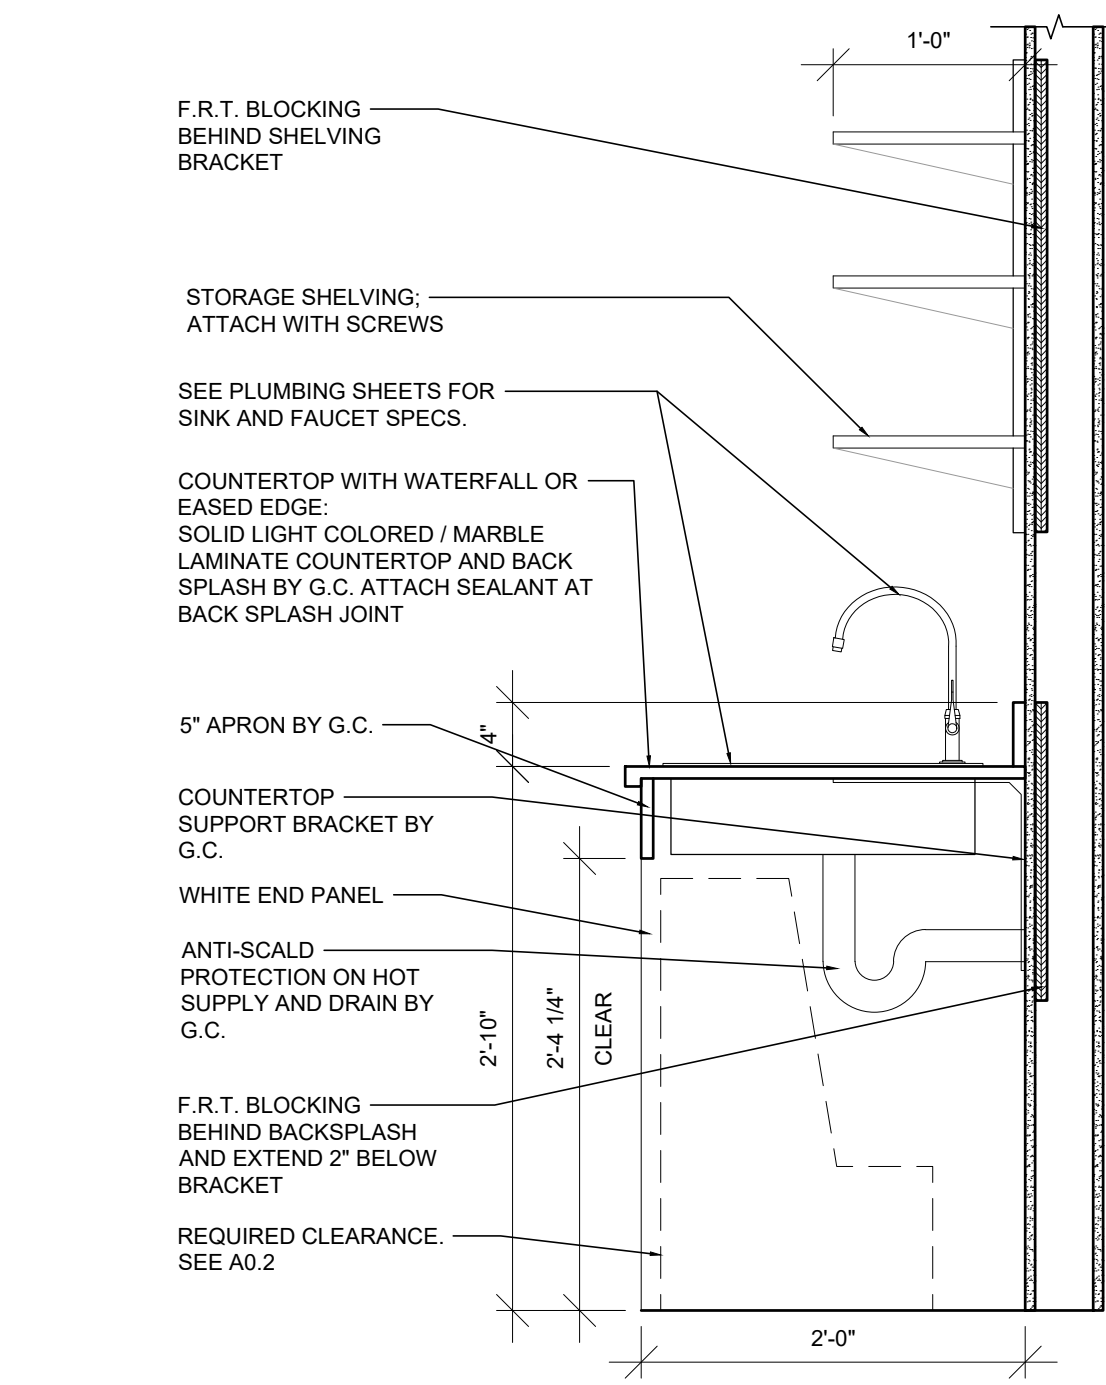 1'-0"
F.R.T. BLOCKING
BEHIND SHELVING
BRACKET
STORAGE SHELVING;
ATTACH WITH SCREWS
SEE PLUMBING SHEETS FOR
SINK AND FAUCET SPECS.
COUNTERTOP WITH WATERFALL OR
EASED EDGE:
SOLID LIGHT COLORED / MARBLE
LAMINATE COUNTERTOP AND BACK
SPLASH BY G.C. ATTACH SEALANT AT
BACK SPLASH JOINT
5" APRON BY G.C.
4"
COUNTERTOP
SUPPORT BRACKET BY
G.C.
WHITE END PANEL
ANTI-SCALD
PROTECTION ON HOT
SUPPLY AND DRAIN BY
G.C.
2'-10"
2'-4 1/4"
CLEAR
F.R.T. BLOCKING
BEHIND BACKSPLASH
AND EXTEND 2" BELOW
BRACKET
REQUIRED CLEARANCE.
SEE A0.2
2'-0"